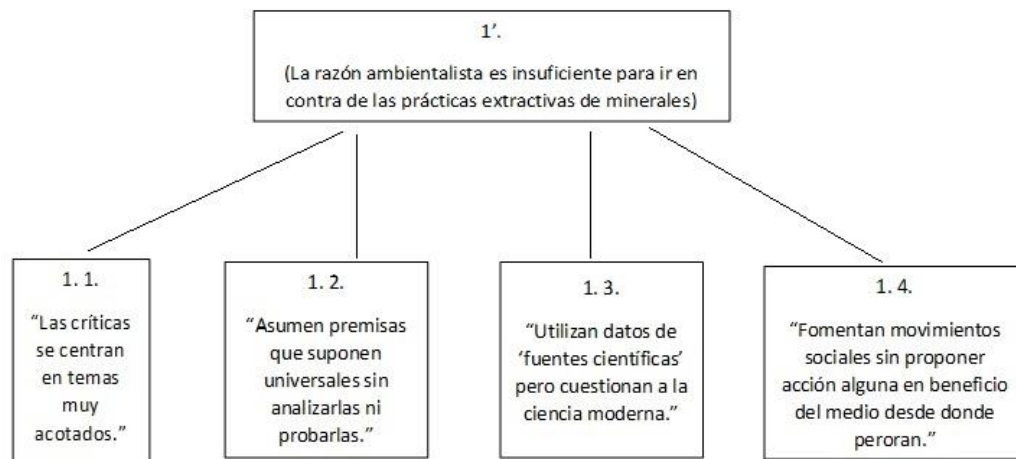 1'.
(La razón ambientalista es insuficiente para ir en
contra de las prácticas extractivas de minerales)
1. 1.
“Las críticas
se centran
en temas
muy
acotados.”
1. 2.
“Asumen premisas
que suponen
universales sin
analizarlas ni
probarlas.”
1. 3.
“Utilizan datos de
‘fuentes científicas’
pero cuestionan a la
ciencia moderna.”
1. 4.
“Fomentan movimientos
sociales sin proponer
acción alguna en beneficio
del medio desde donde
peroran.”